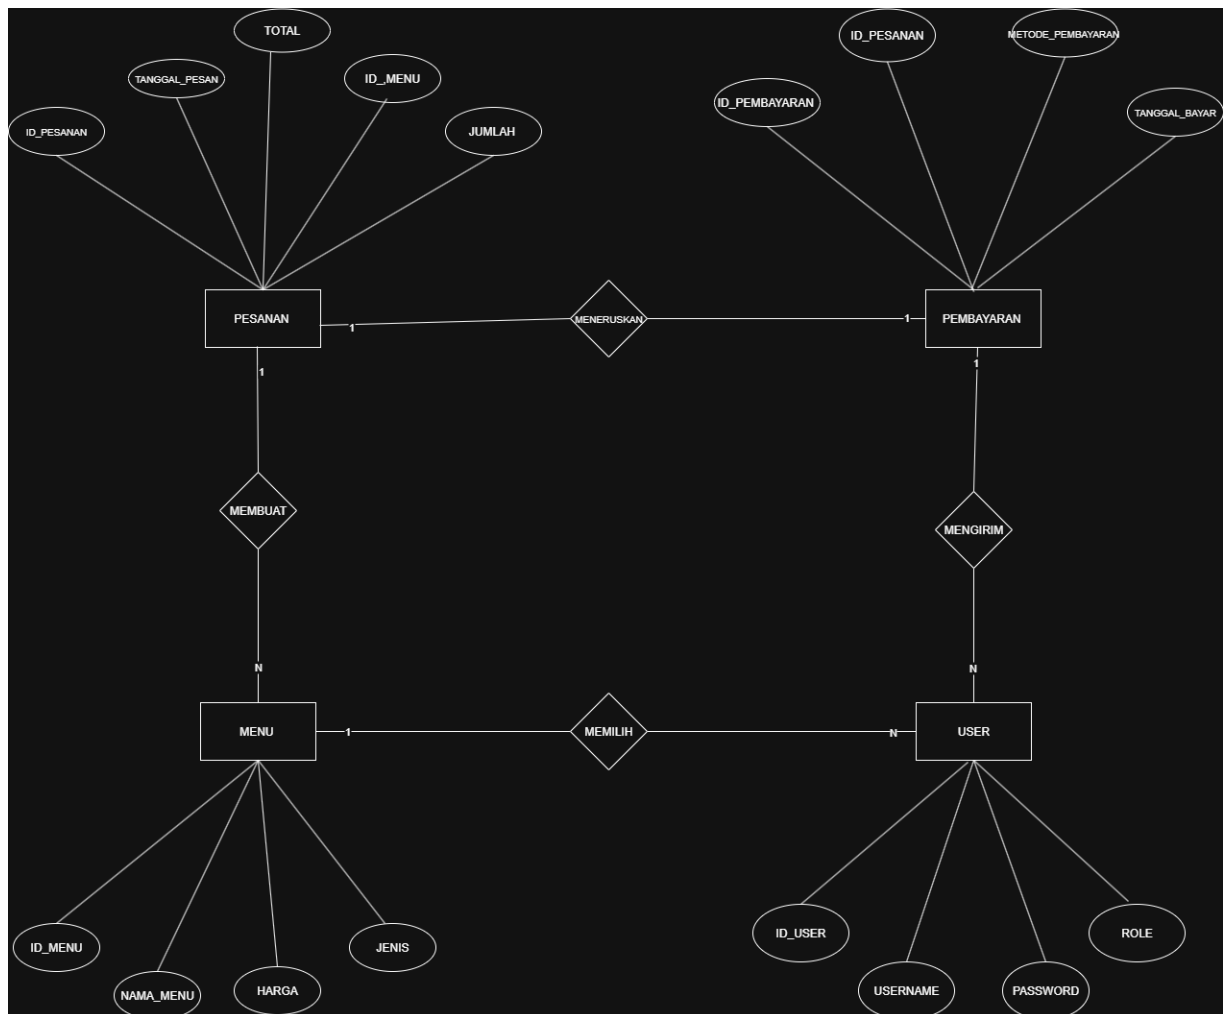 TOTAL
TANGGAL_PESAN
ID_MENU
ID_PESANAN
JUMLAH
ID_PESANAN
METODE_PEMBAYARAN
ID_PEMBAYARAN
TANGGAL_BAYAR
PESANAN
1
MENERUSKAN
1
PEMBAYARAN
1
1
MEMBUAT
MENGIRIM
N
N
MENU
1
MEMILIH
N
USER
ID_MENU
NAMA_MENU
HARGA
JENIS
ID_USER
USERNAME
PASSWORD
ROLE